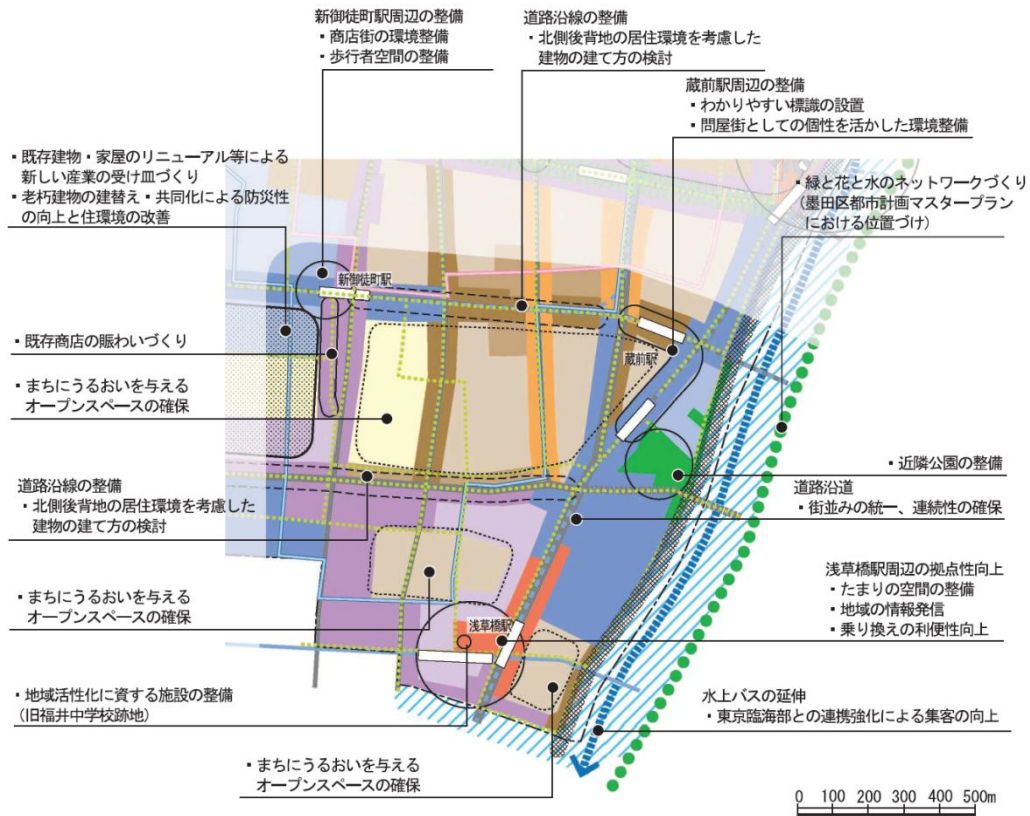 新御徒町駅周辺の整備
・商店街の環境整備
・歩行者空間の整備
道路沿線の整備
・北側後背地の居住環境を考慮した
建物の建て方の検討
蔵前駅周辺の整備
・わかりやすい標識の設置
・問屋街としての個性を活かした環境整備
・既存建物・家屋のリニューアル等による
新しい産業の受け皿づくり
・老朽建物の建替え・共同化による防災性
の向上と住環境の改善
・緑と花と水のネットワークづくり
(墨田区都市計画マスタープラン
における位置づけ)
新御徒町駅
・既存商店の賑わいづくり
蔵前駅
・まちにうるおいを与える
オープンスペースの確保
・近隣公園の整備
道路沿線の整備
・北側後背地の居住環境を考慮した
建物の建て方の検討
道路沿道
・街並みの統一、連続性の確保
浅草橋駅周辺の拠点性向上
・たまりの空間の整備
・地域の情報発信
・乗り換えの利便性向上
・まちにうるおいを与える
オープンスペースの確保
浅草橋駅
・地域活性化に資する施設の整備
(旧福井中学校跡地)
水上バスの延伸
・東京臨海部との連携強化による集客の向上
・まちにうるおいを与える
オープンスペースの確保
0 100 200 300 400 500m